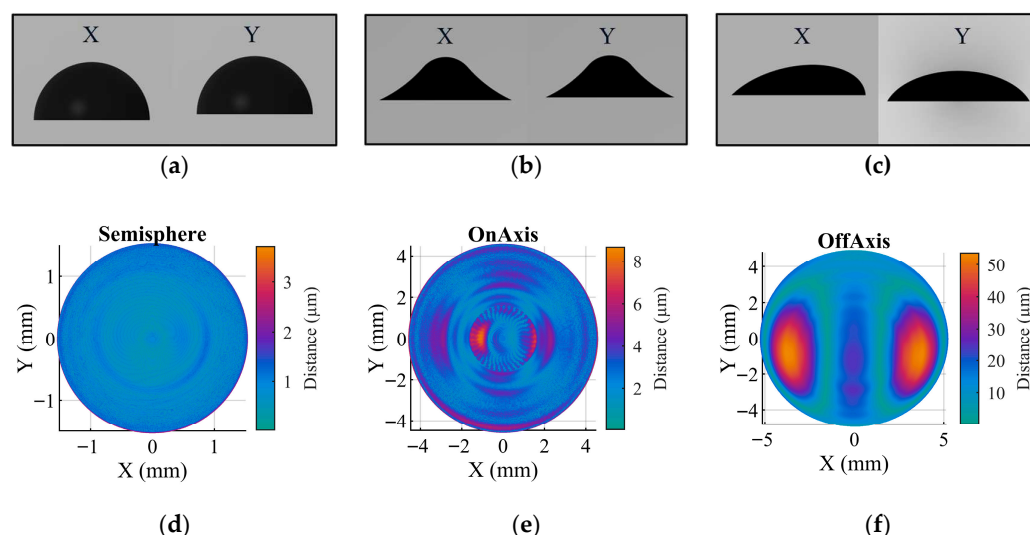 X Y
X Y
X Y
(a)
(b)
(c)
Semisphere
1
0
−1
Y (mm)
−1 0 1
X (mm)
3
2
1
Distance (μm)
(d)
OnAxis
4
2
0
−2
−4
Y (mm)
−4 −2 0 2 4
X (mm)
8
6
4
2
Distance (μm)
(e)
OffAxis
4
2
0
−2
−4
Y (mm)
−5 0 5
X (mm)
50
40
30
20
10
Distance (μm)
(f)